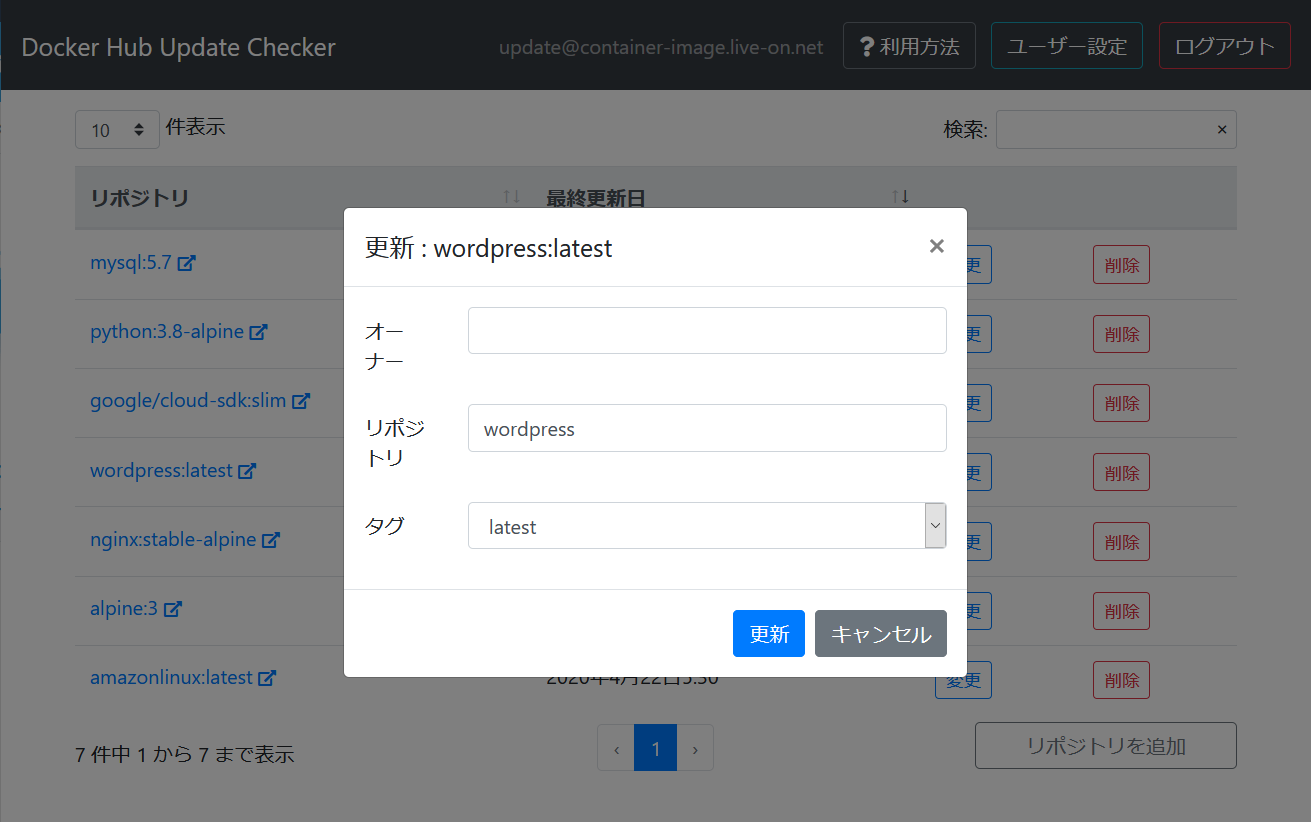 Docker Hub Update Checker update@container-image.live-on.net ? 利用方法 ユーザー設定 ログアウト
10 件表示 検索: ×
リポジトリ ↑↓ 最終更新日 ↑↓
更新 : wordpress:latest ×
mysql:5.7 更 削除
オー
ナー
python:3.8-alpine 更 削除
google/cloud-sdk:slim 更 削除
リポジ
トリ
wordpress
wordpress:latest 更 削除
タグ latest
nginx:stable-alpine 更 削除
alpine:3 更 削除
更新 キャンセル
amazonlinux:latest 2020年4月22日5:30 変更 削除
7 件中 1 から 7 まで表示 ‹ 1 › リポジトリを追加